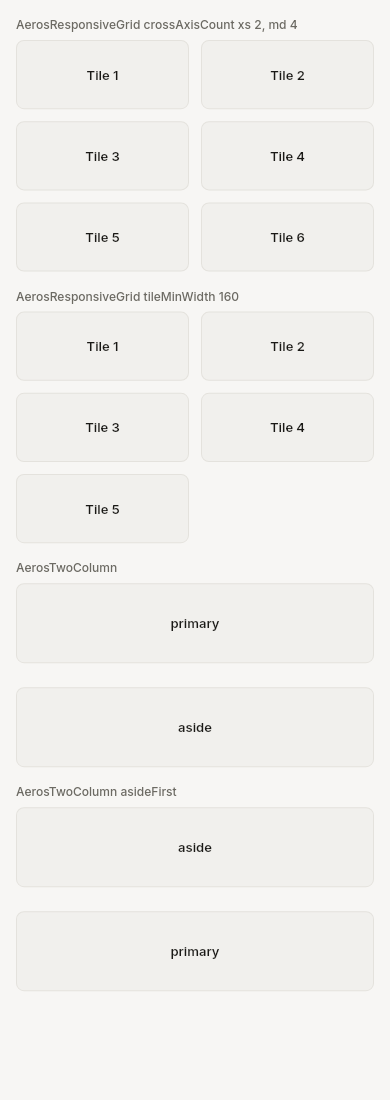 AerosResponsiveGrid crossAxisCount xs 2, md 4
Tile 1
Tile 2
Tile 3
Tile 4
Tile 5
Tile 6
AerosResponsiveGrid tileMinWidth 160
Tile 1
Tile 2
Tile 3
Tile 4
Tile 5
AerosTwoColumn
primary
aside
AerosTwoColumn asideFirst
aside
primary